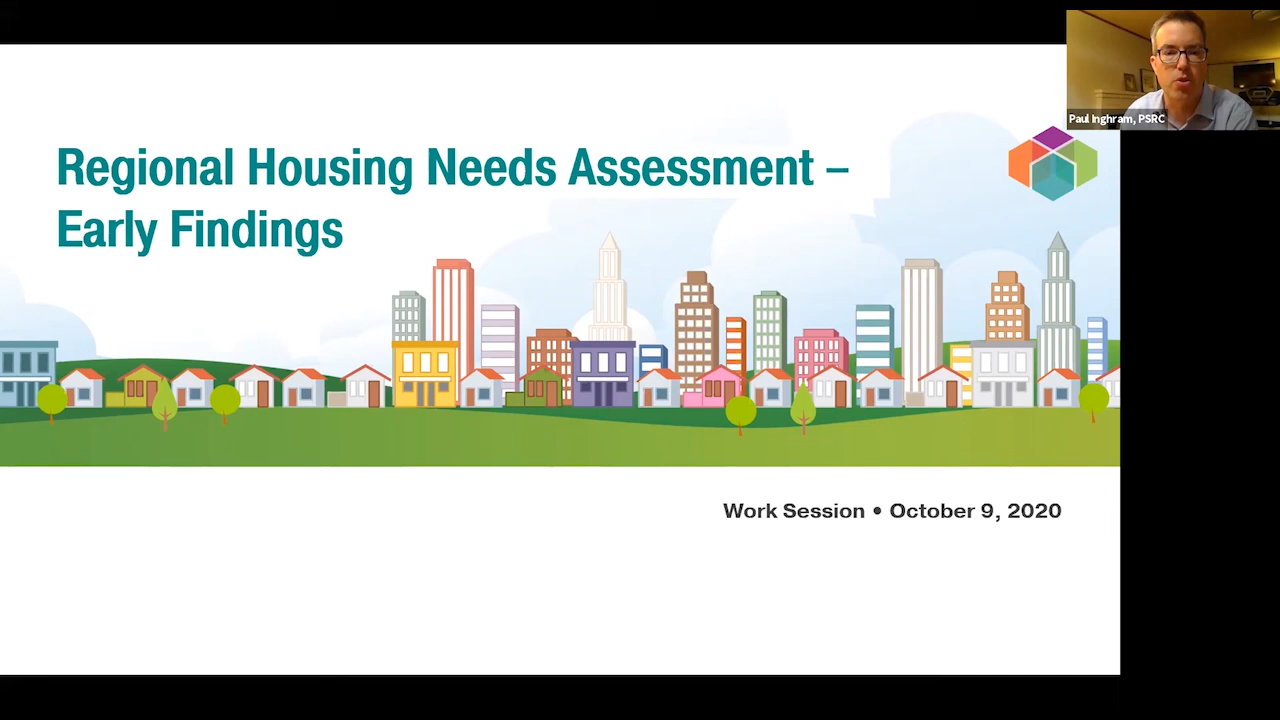 Regional Housing Needs Assessment –
Early Findings
Paul Inghram, PSRC
Work Session • October 9, 2020